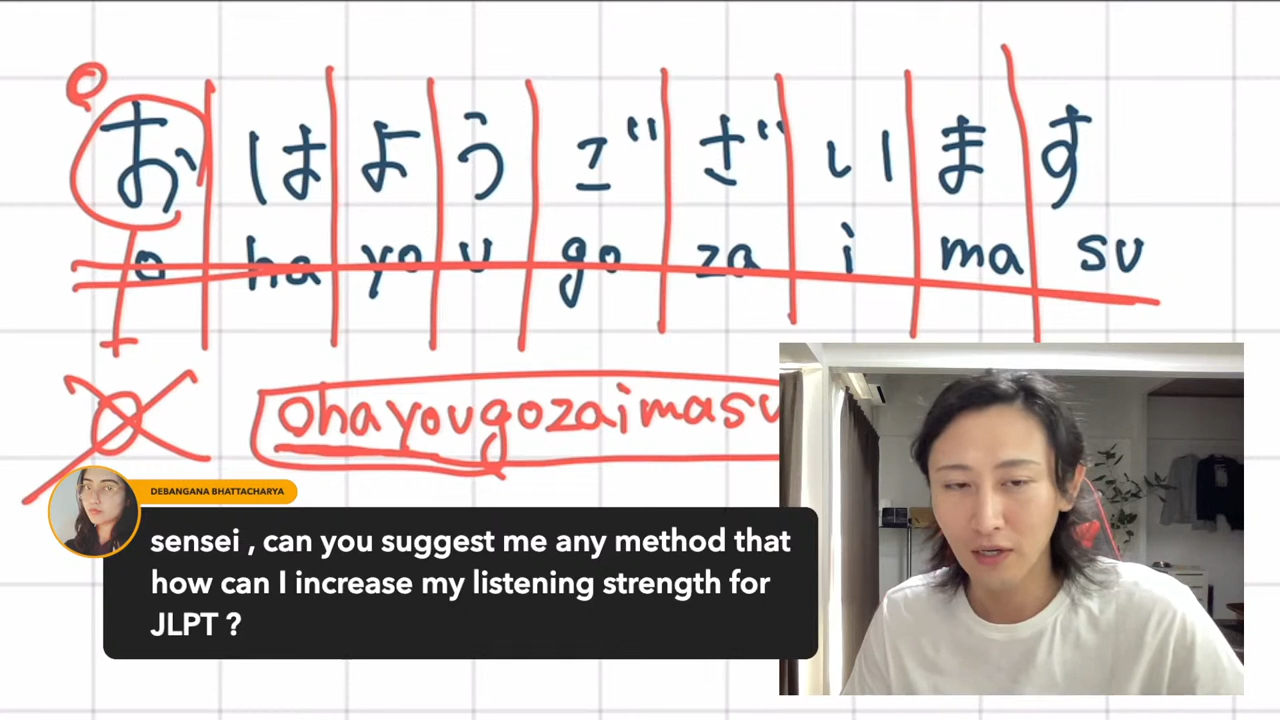 おはようございます
o ha yo u go za i ma su
ohayougozaimasu
DEBANGANA BHATTACHARYA
sensei , can you suggest me any method that
how can I increase my listening strength for
JLPT ?